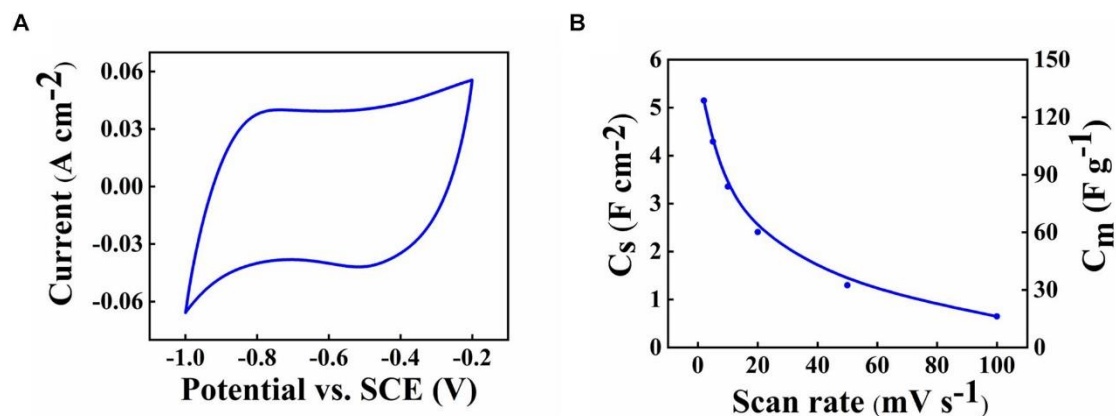 A
Current (A cm-2)
0.06
0.03
0.00
-0.03
-0.06
-1.0 -0.8 -0.6 -0.4 -0.2
Potential vs. SCE (V)
B
Cs (F cm-2)
6
5
4
3
2
1
0
0 20 40 60 80 100
Scan rate (mV s-1)
150
120
90
60
30
0
Cm (F g-1)